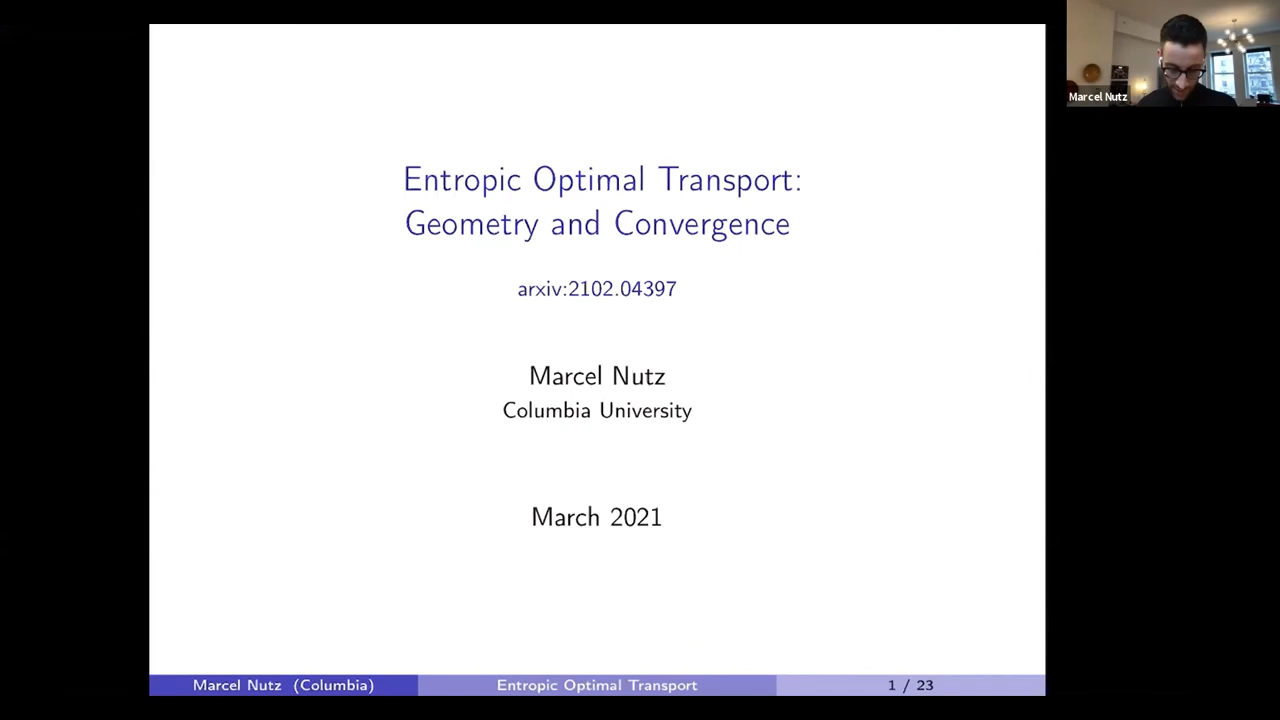 Entropic Optimal Transport:
Geometry and Convergence
arxiv:2102.04397
Marcel Nutz
Columbia University
March 2021
Marcel Nutz (Columbia)
Entropic Optimal Transport
1 / 23
Marcel Nutz